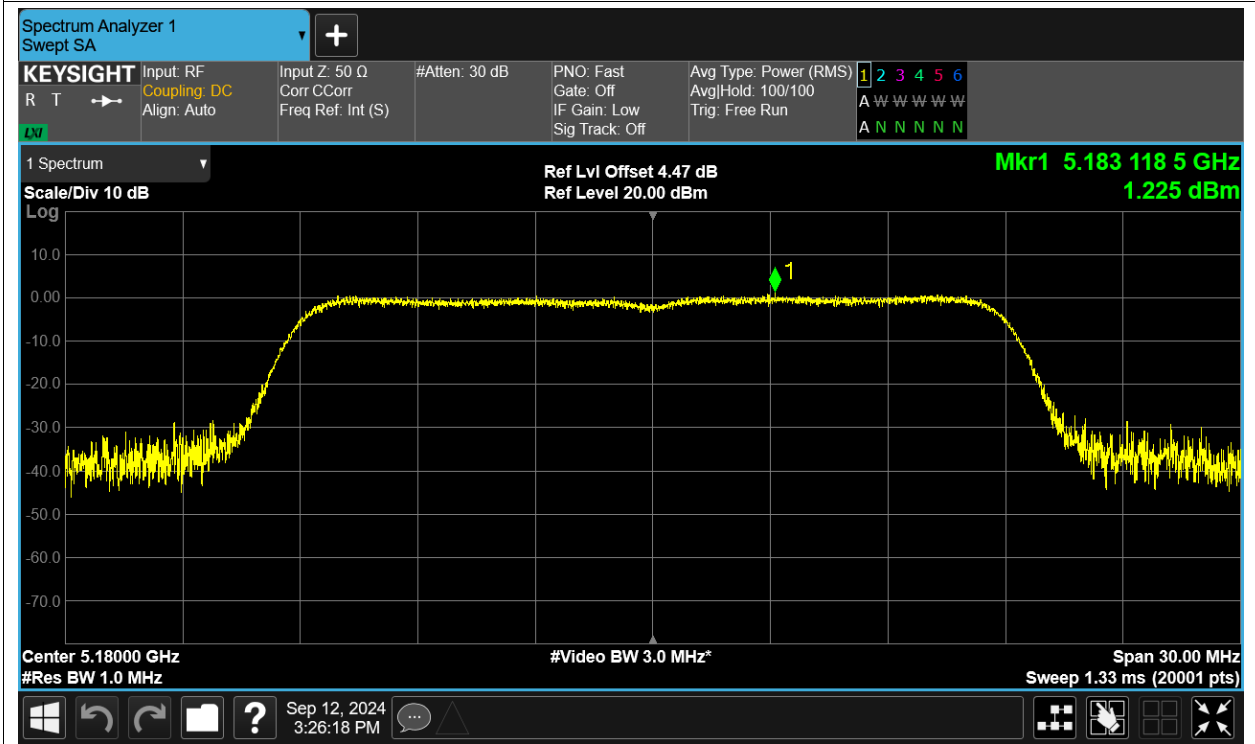 Spectrum Analyzer 1
Swept SA
+
KEYSIGHT
R T
LXI
Input: RF
Coupling: DC
Align: Auto
Input Z: 50 Ω
Corr CCorr
Freq Ref: Int (S)
#Atten: 30 dB
PNO: Fast
Gate: Off
IF Gain: Low
Sig Track: Off
Avg Type: Power (RMS)
Avg|Hold: 100/100
Trig: Free Run
1 2 3 4 5 6
A W W W W W
A N N N N N
1 Spectrum
Scale/Div 10 dB
Log
Ref Lvl Offset 4.47 dB
Ref Level 20.00 dBm
Mkr1 5.183 118 5 GHz
1.225 dBm
1
10.0
0.00
-10.0
-20.0
-30.0
-40.0
-50.0
-60.0
-70.0
Center 5.18000 GHz
#Res BW 1.0 MHz
#Video BW 3.0 MHz*
Span 30.00 MHz
Sweep 1.33 ms (20001 pts)
?
Sep 12, 2024
3:26:18 PM